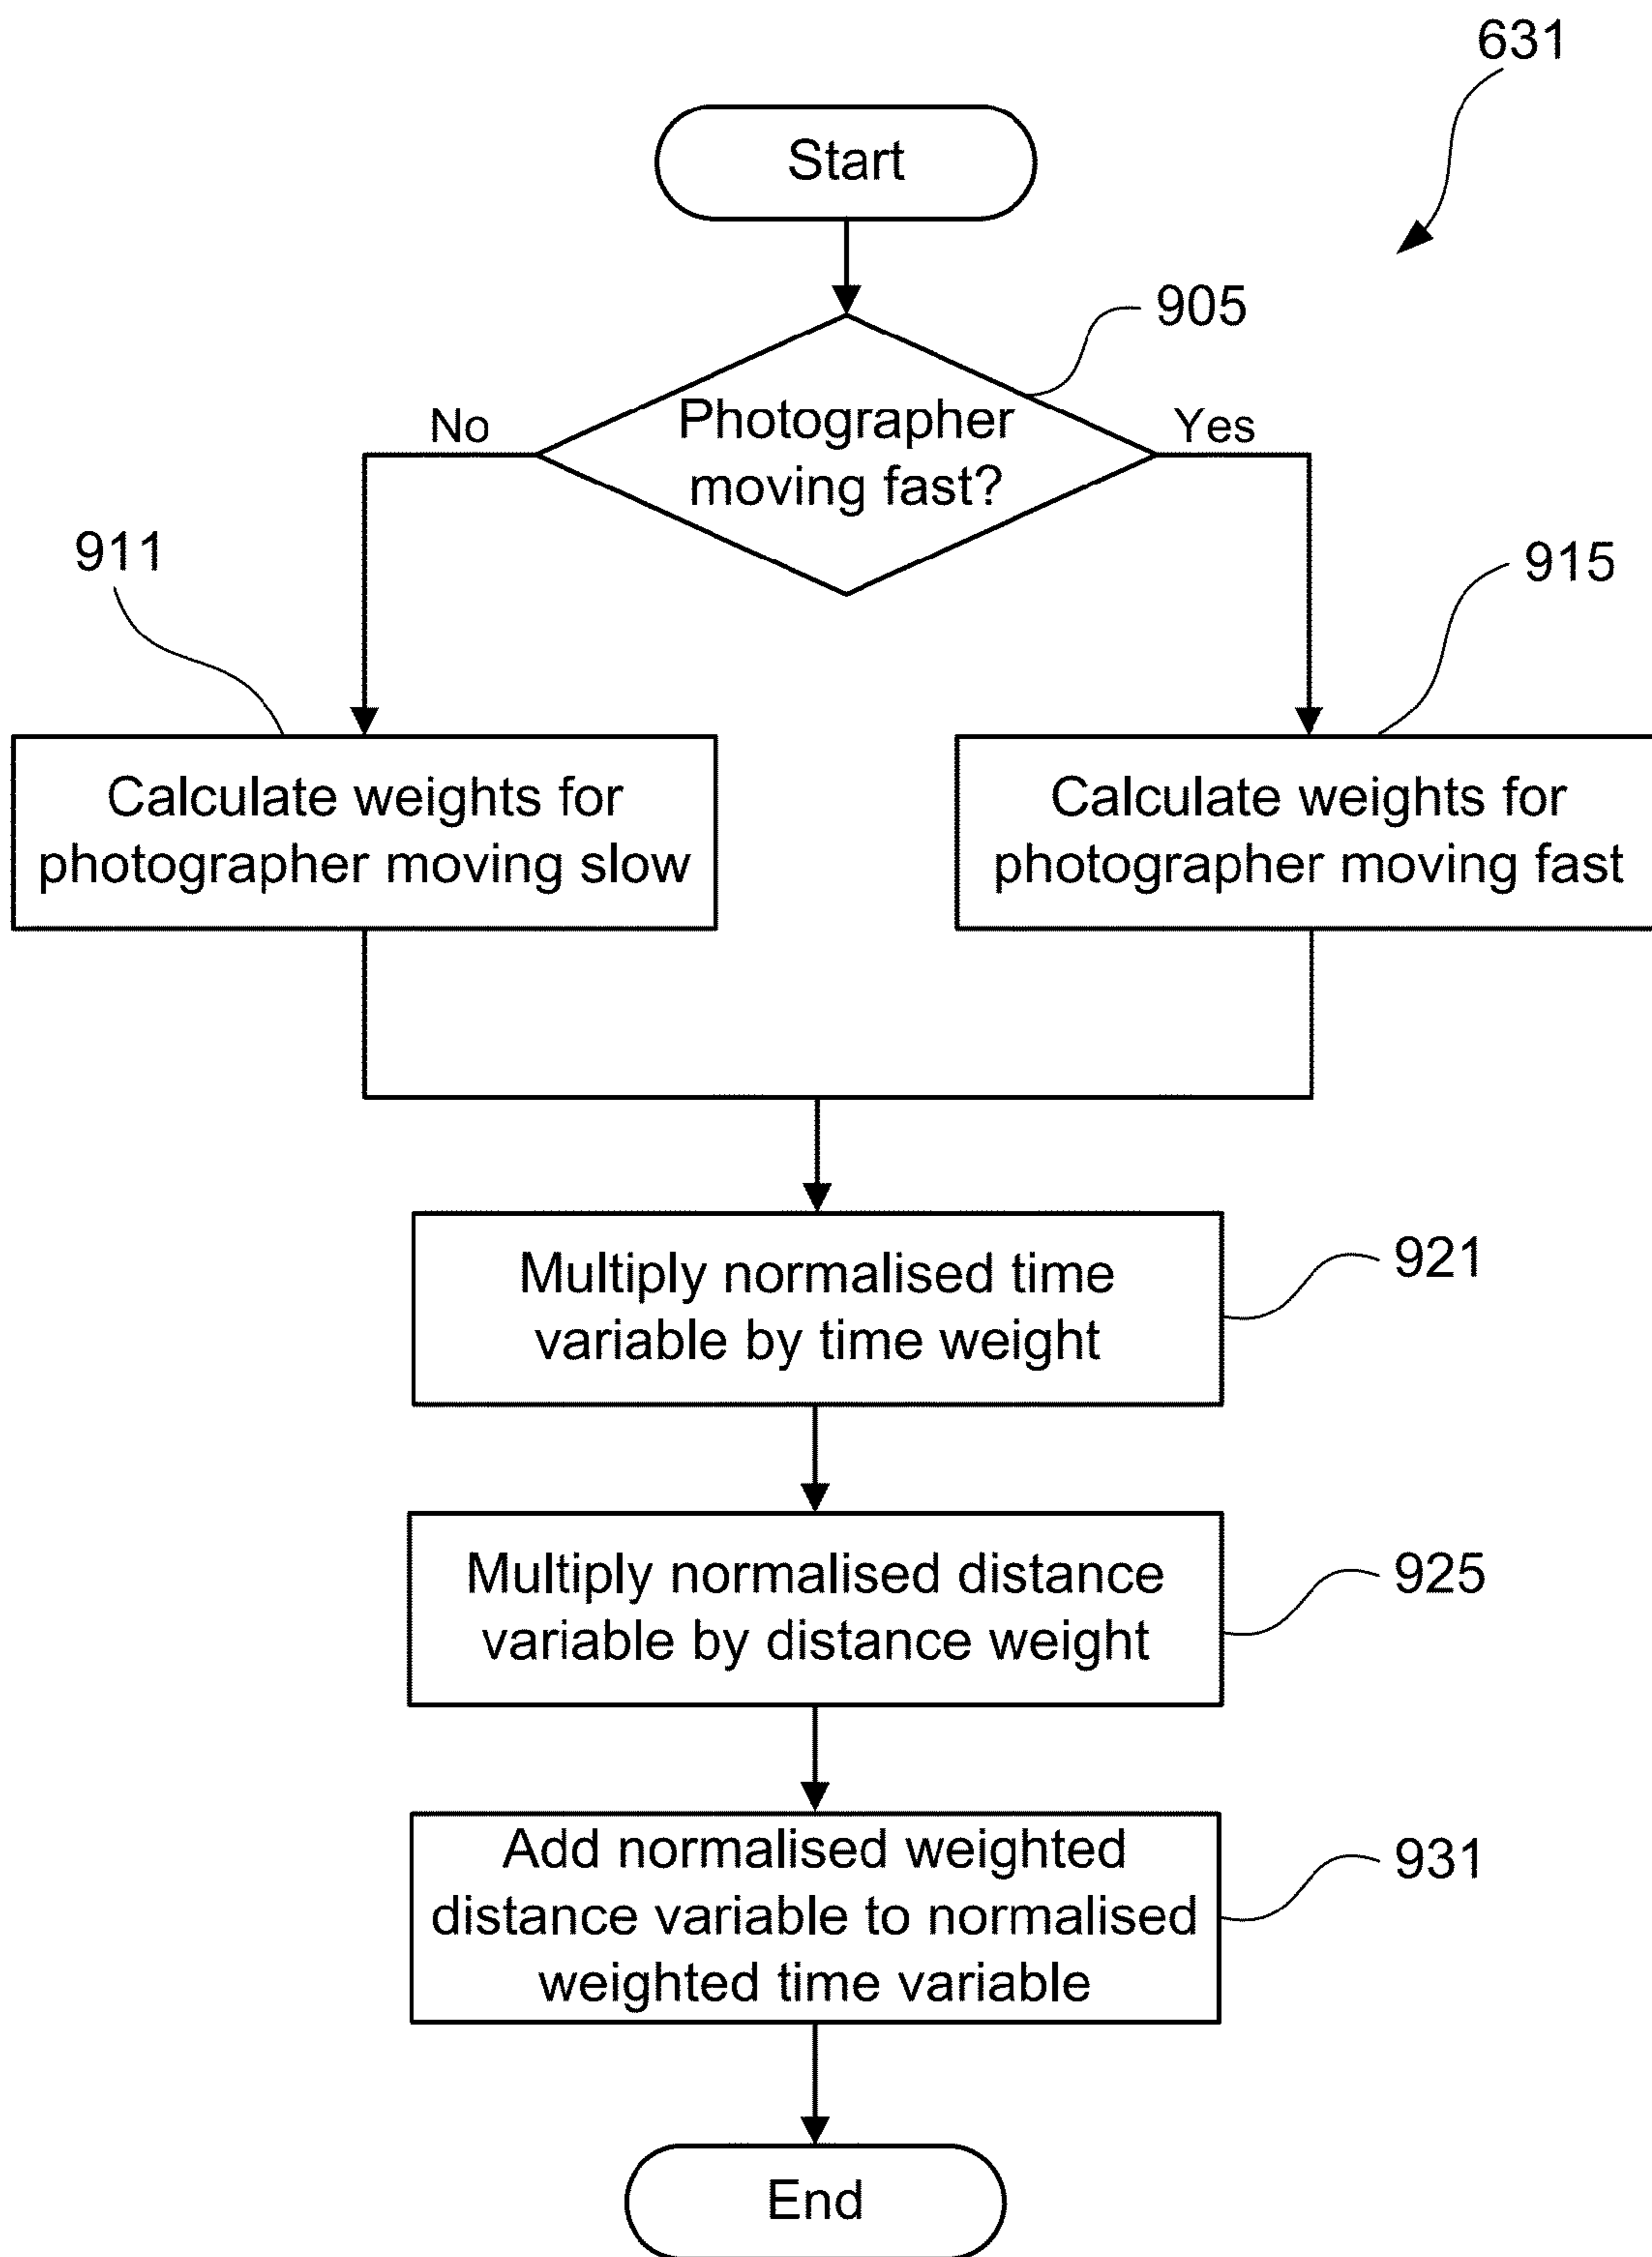 631
Start
905
Photographer
moving fast?
No
Yes
911
915
Calculate weights for
photographer moving slow
Calculate weights for
photographer moving fast
Multiply normalised time
variable by time weight
921
Multiply normalised distance
variable by distance weight
925
Add normalised weighted
distance variable to normalised
weighted time variable
931
End